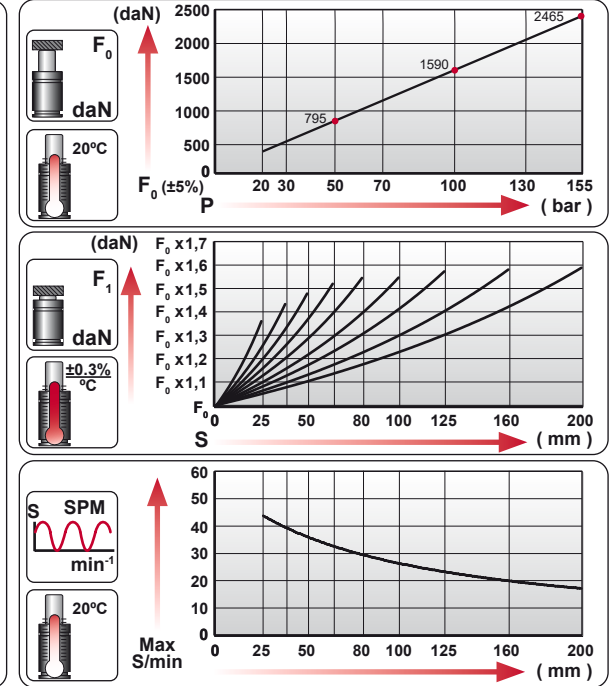 (daN)
F₀
daN
20ºC
2500
2000
1500
1000
500
0
795
1590
2465
F₀ (±5%)
20 30 50 70 100 130 155
P
( bar )
(daN)
F₁
daN
±0.3%
ºC
F₀ x1,7
F₀ x1,6
F₀ x1,5
F₀ x1,4
F₀ x1,3
F₀ x1,2
F₀ x1,1
F₀
0 25 50 80 100 125 160 200
S
( mm )
S SPM
min⁻¹
20ºC
60
50
40
30
20
10
0
Max
S/min
0 25 50 80 100 125 160 200
( mm )